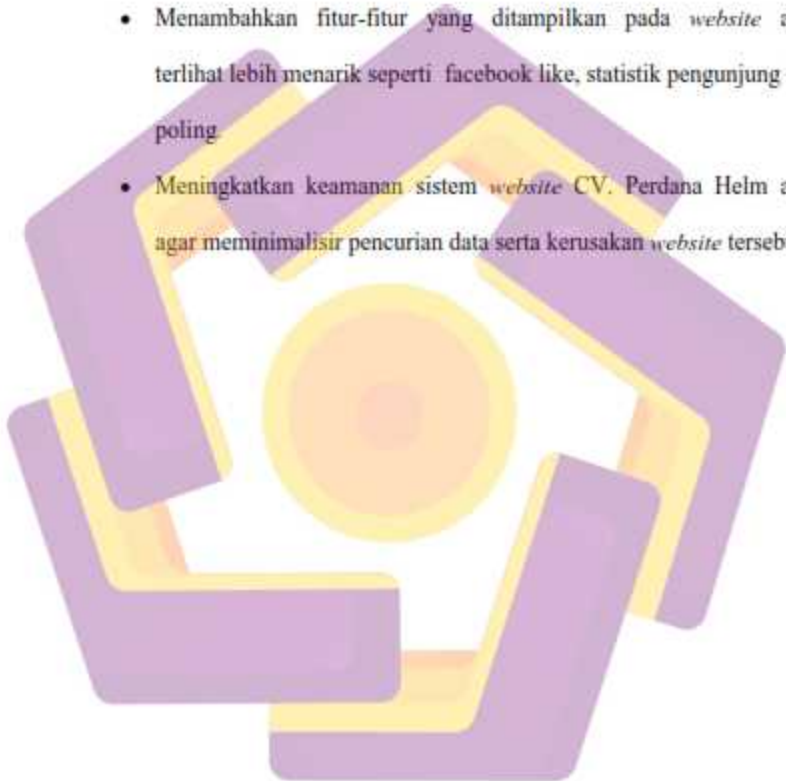 • Menambahkan fitur-fitur yang ditampilkan pada website a
terlihat lebih menarik seperti facebook like, statistik pengunjung
poling.
• Meningkatkan keamanan sistem website CV. Perdana Helm a
agar meminimalisir pencurian data serta kerusakan website tersebu